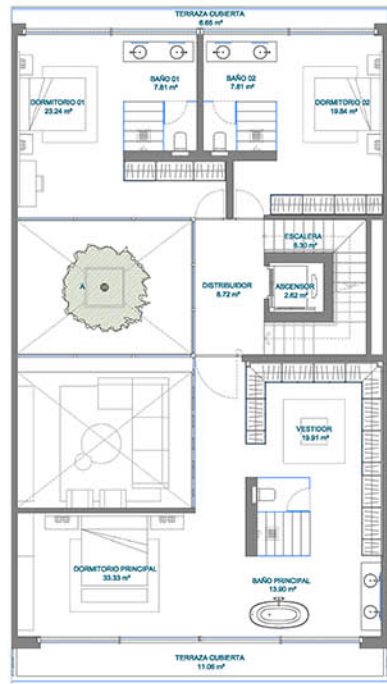 TERRAZA CUBIERTA
6.65 m²
BAÑO 01
7.81 m²
BAÑO 02
7.81 m²
DORMITORIO 01
23.24 m²
DORMITORIO 02
19.84 m²
ESCALERA
8.30 m²
DISTRIBUIDOR
8.72 m²
ASCENSOR
2.62 m²
A
VESTIDOR
19.91 m²
DORMITORIO PRINCIPAL
33.33 m²
BAÑO PRINCIPAL
13.90 m²
TERRAZA CUBIERTA
11.06 m²